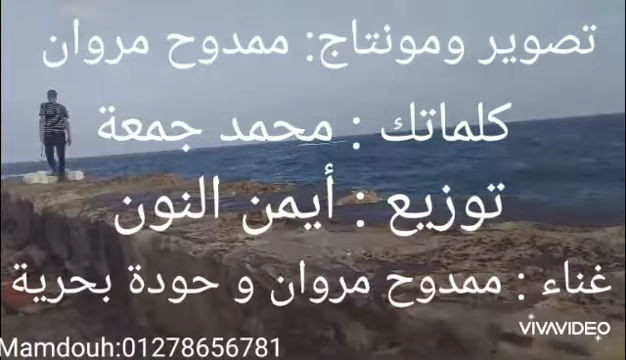 تصوير ومونتاج: ممدوح مروان
كلماتك : محمد جمعة
توزيع : أيمن النون
غناء : ممدوح مروان و حودة بحرية
VIVAVIDEO
Mamdouh:01278656781